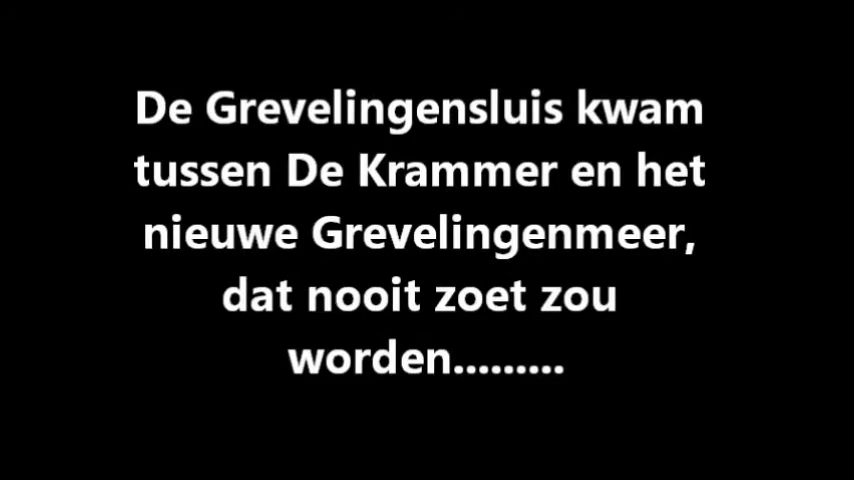 De Grevelingensluis kwam
tussen De Krammer en het
nieuwe Grevelingenmeer,
dat nooit zoet zou
worden.........